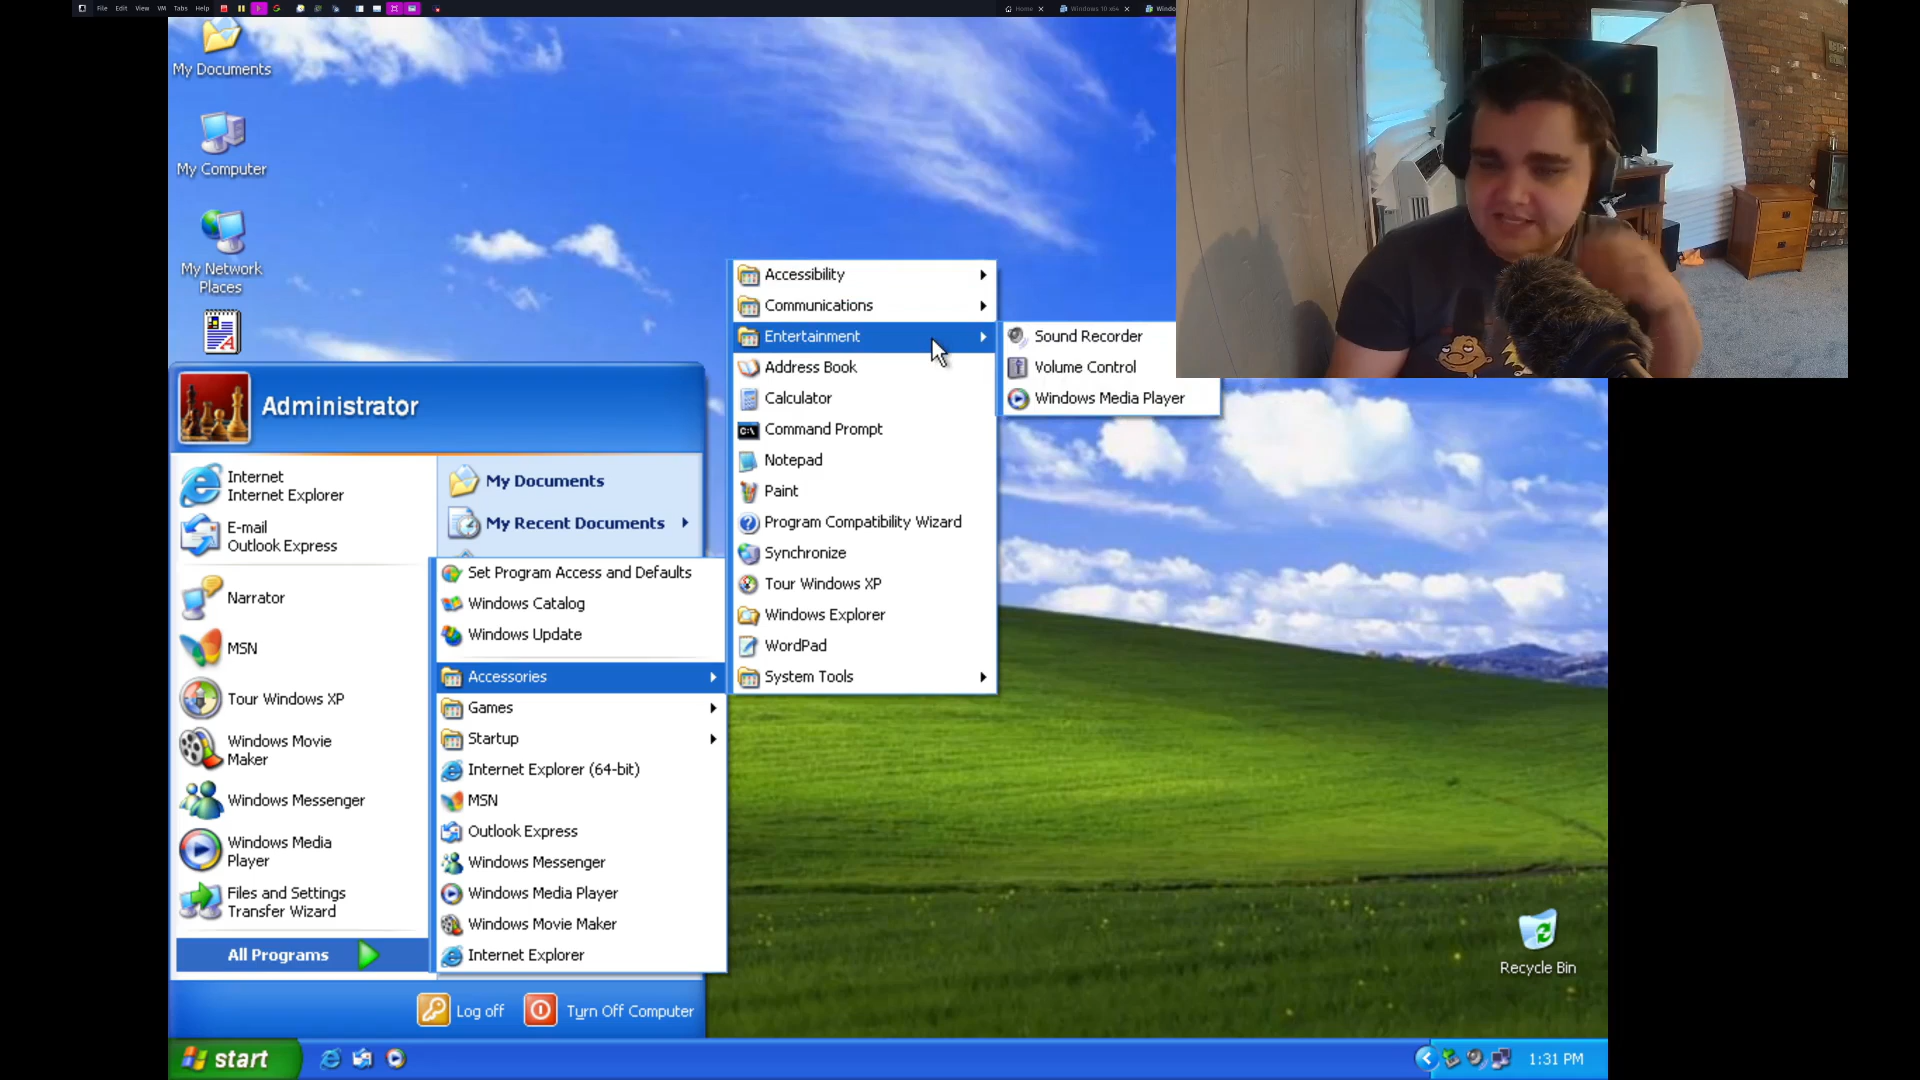 File Edit View VM Tabs Help
Home
Windows 10 x64
My Documents
My Computer
My Network
Places
Administrator
Internet
Internet Explorer
E-mail
Outlook Express
Narrator
MSN
Tour Windows XP
Windows Movie
Maker
Windows Messenger
Windows Media
Player
Files and Settings
Transfer Wizard
All Programs
My Documents
My Recent Documents
Set Program Access and Defaults
Windows Catalog
Windows Update
Accessories
Games
Startup
Internet Explorer (64-bit)
MSN
Outlook Express
Windows Messenger
Windows Media Player
Windows Movie Maker
Internet Explorer
Accessibility
Communications
Entertainment
Address Book
Calculator
C:\
Command Prompt
Notepad
Paint
Program Compatibility Wizard
Synchronize
Tour Windows XP
Windows Explorer
WordPad
System Tools
Sound Recorder
Volume Control
Windows Media Player
Recycle Bin
Log off
Turn Off Computer
start
1:31 PM